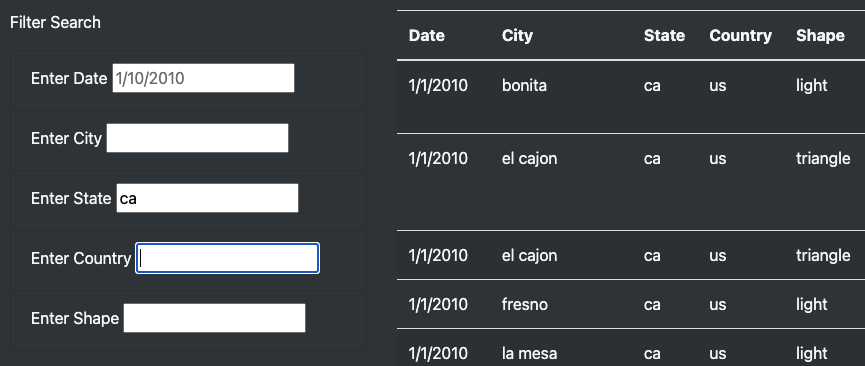 Filter Search
Enter Date 1/10/2010
Enter City
Enter State ca
Enter Country
Enter Shape
Date City State Country Shape
1/1/2010 bonita ca us light
1/1/2010 el cajon ca us triangle
1/1/2010 el cajon ca us triangle
1/1/2010 fresno ca us light
1/1/2010 la mesa ca us light